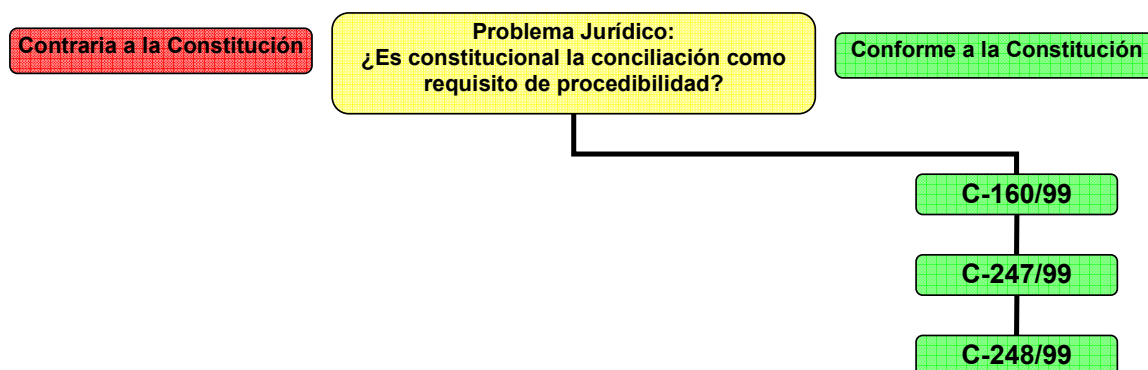 Contraria a la Constitución
Problema Jurídico:
¿Es constitucional la conciliación como
requisito de procedibilidad?
Conforme a la Constitución
C-160/99
C-247/99
C-248/99